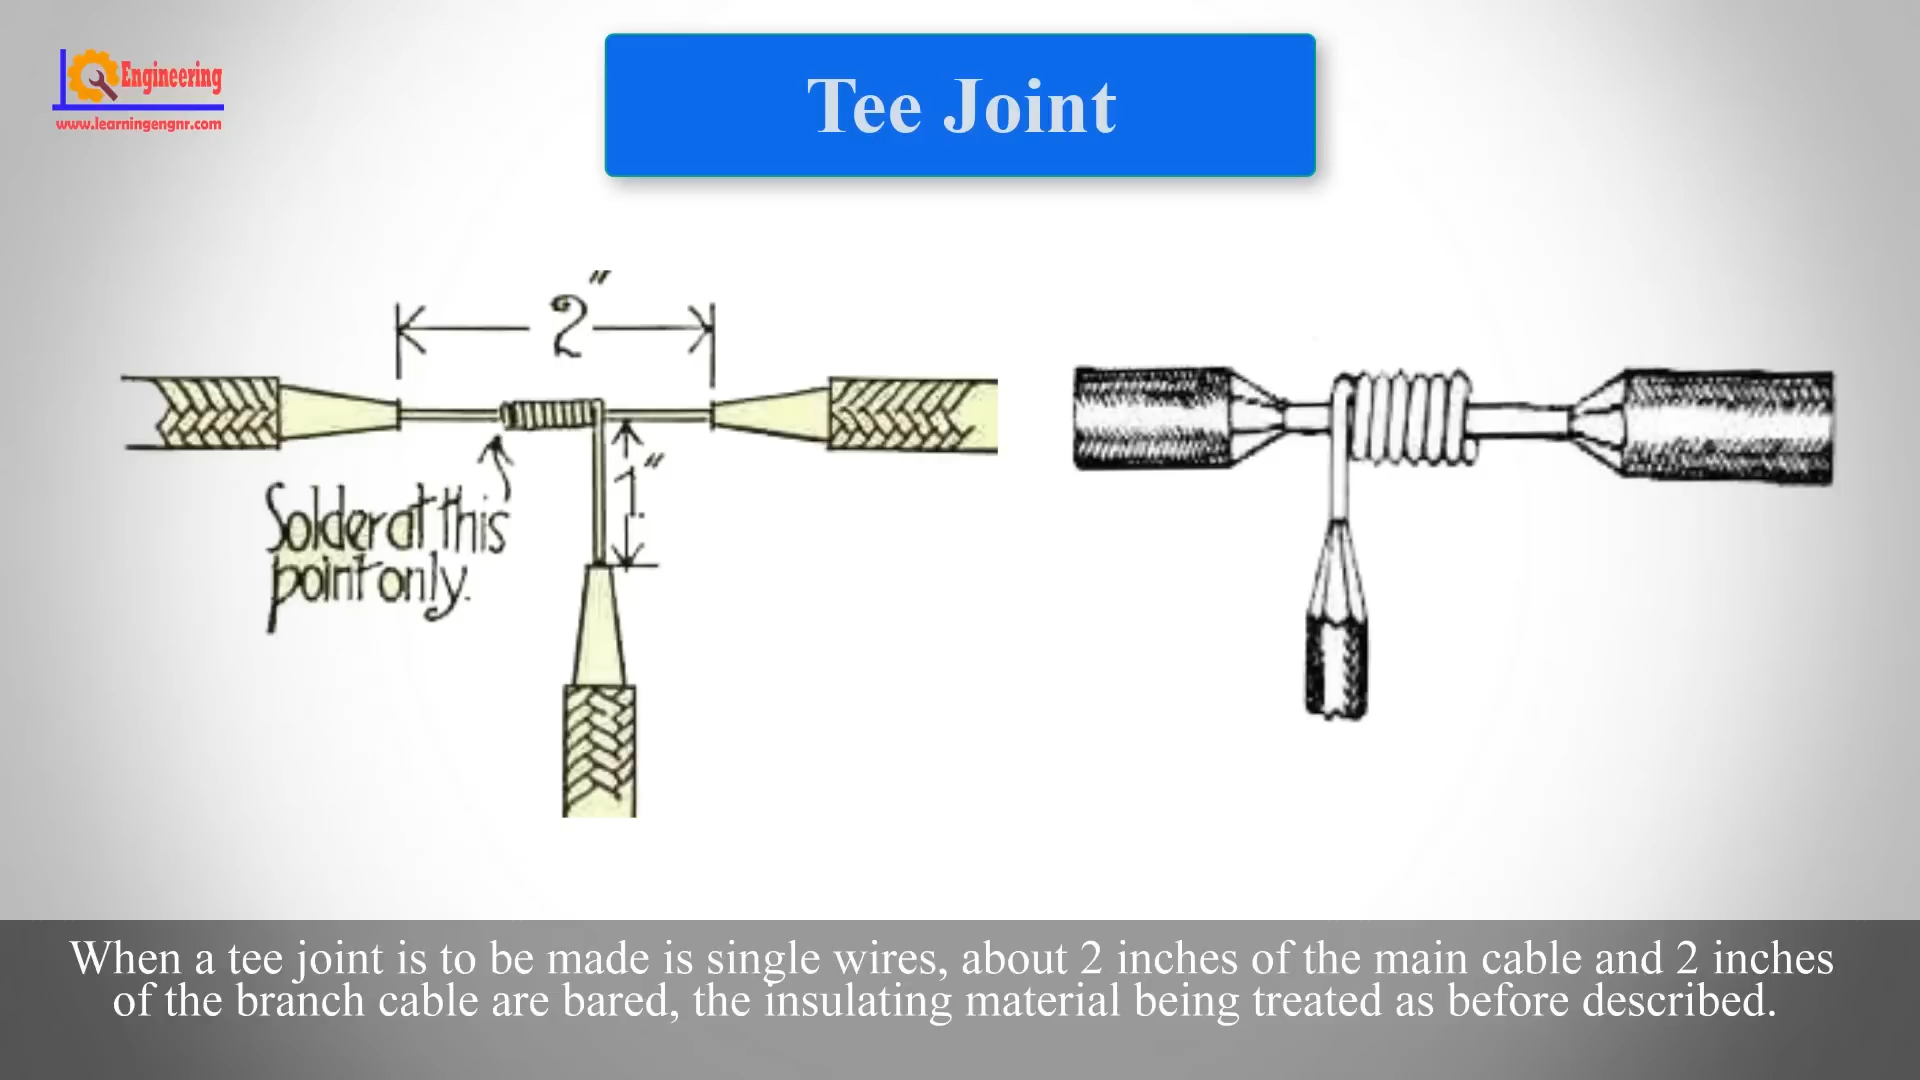 Engineering
www.learningengnr.com
Tee Joint
2"
1"
Solder at this
point only.
When a tee joint is to be made is single wires, about 2 inches of the main cable and 2 inches
of the branch cable are bared, the insulating material being treated as before described.